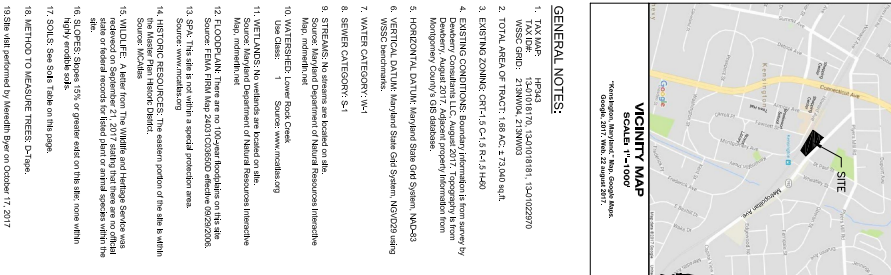 Kensington
Connecticut Ave
Metropolitan Ave
SITE
Google
VICINITY MAP
SCALE: 1"=1000'
"Kensington, Maryland." Map. Google Maps.
Google, 2017. Web. 22 august 2017.
GENERAL NOTES:
1. TAX MAP: HP343
TAX ID#: 13-01016170, 13-01018181, 13-01022970
WSSC GRID: 213NW04, 213NW03
2. TOTAL AREA OF TRACT: 1.68 AC; ± 73,040 sq.ft.
3. EXISTING ZONING: CRT-1.5 C-1.5 R-1.5 H-60
4. EXISTING CONDITIONS: Boundary information is from survey by
Dewberry Consultants LLC, August 2017. Topography is from
Dewberry, August 2017. Adjacent property information from
Montgomery County's GIS database.
5. HORIZONTAL DATUM: Maryland State Grid System, NAD-83
6. VERTICAL DATUM: Maryland State Grid System, NGVD29 using
WSSC benchmarks.
7. WATER CATEGORY: W-1
8. SEWER CATEGORY: S-1
9. STREAMS: No streams are located on site.
Source: Maryland Department of Natural Resources Interactive
Map, mdmerlin.net
10. WATERSHED: Lower Rock Creek
Use Class: 1 Source: www.mcatlas.org
11. WETLANDS: No wetlands are located on site.
Source: Maryland Department of Natural Resources Interactive
Map, mdmerlin.net
12. FLOODPLAIN: There are no 100-year floodplains on this site
Source: FEMA FIRM Map 24031C0360D effective 09/29/2006.
13. SPA: This site is not within a special protection area.
Source: www.mcatlas.org
14. HISTORIC RESOURCES: The eastern portion of the site is within
the Master Plan Historic District.
Source: MCAtlas
15. WILDLIFE: A letter from The Wildlife and Heritage Service was
received on September 21, 2017 stating that there are no official
state or federal records for listed plant or animal species within the
site.
16. SLOPES: Slopes 15% or greater exist on this site; none within
highly erodible soils.
17. SOILS: See Soils Table on this page.
18. METHOD TO MEASURE TREES: D-Tape.
19. Site visit performed by Meredith Byer on October 17, 2017